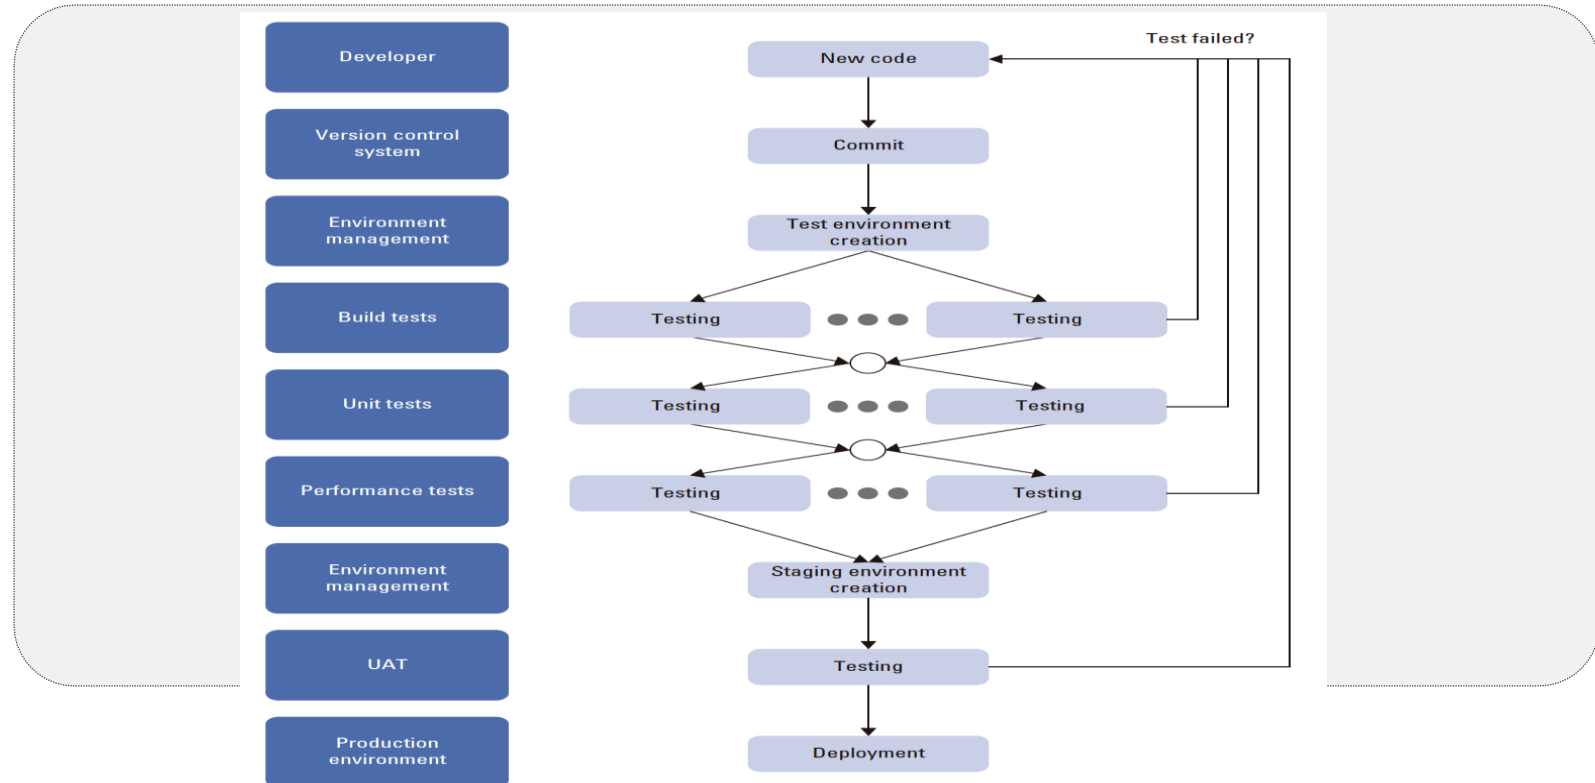 Developer
New code
Test failed?
Version control
system
Commit
Environment
management
Test environment
creation
Build tests
Testing
Testing
Unit tests
Testing
Testing
Performance tests
Testing
Testing
Environment
management
Staging environment
creation
UAT
Testing
Production
environment
Deployment